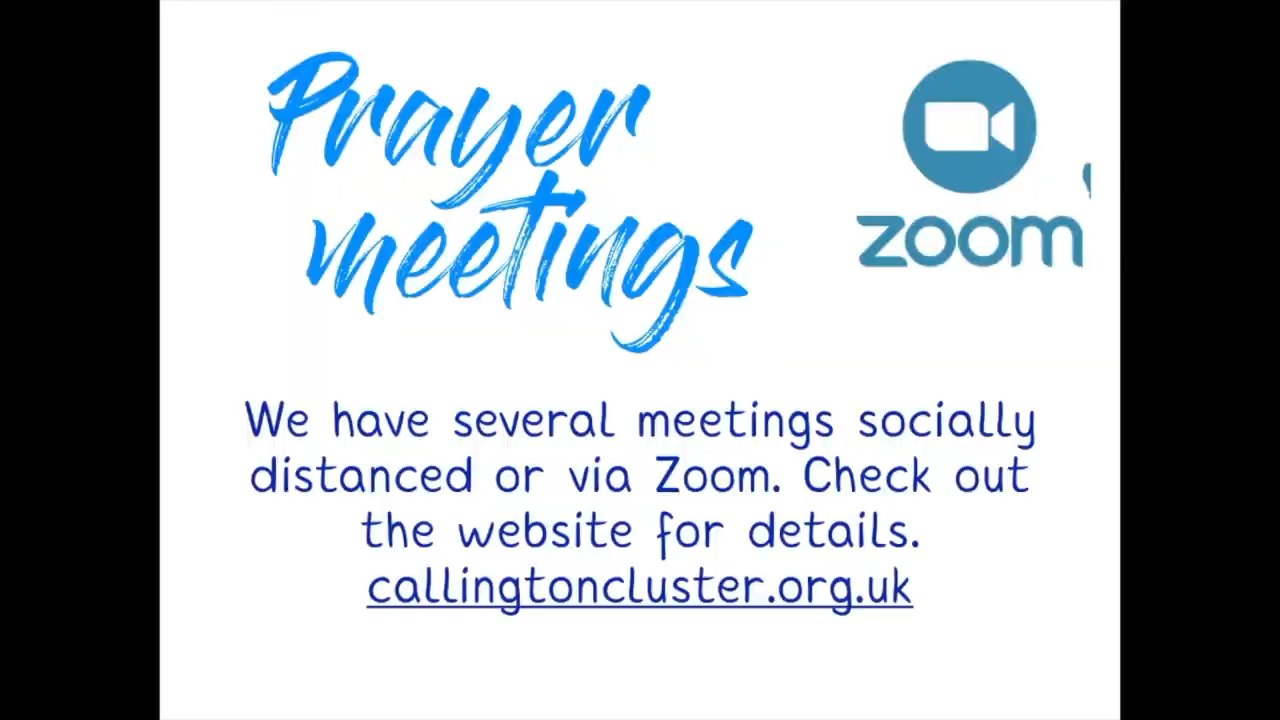 Prayer
meetings
zoom
We have several meetings socially
distanced or via Zoom. Check out
the website for details.
callingtoncluster.org.uk